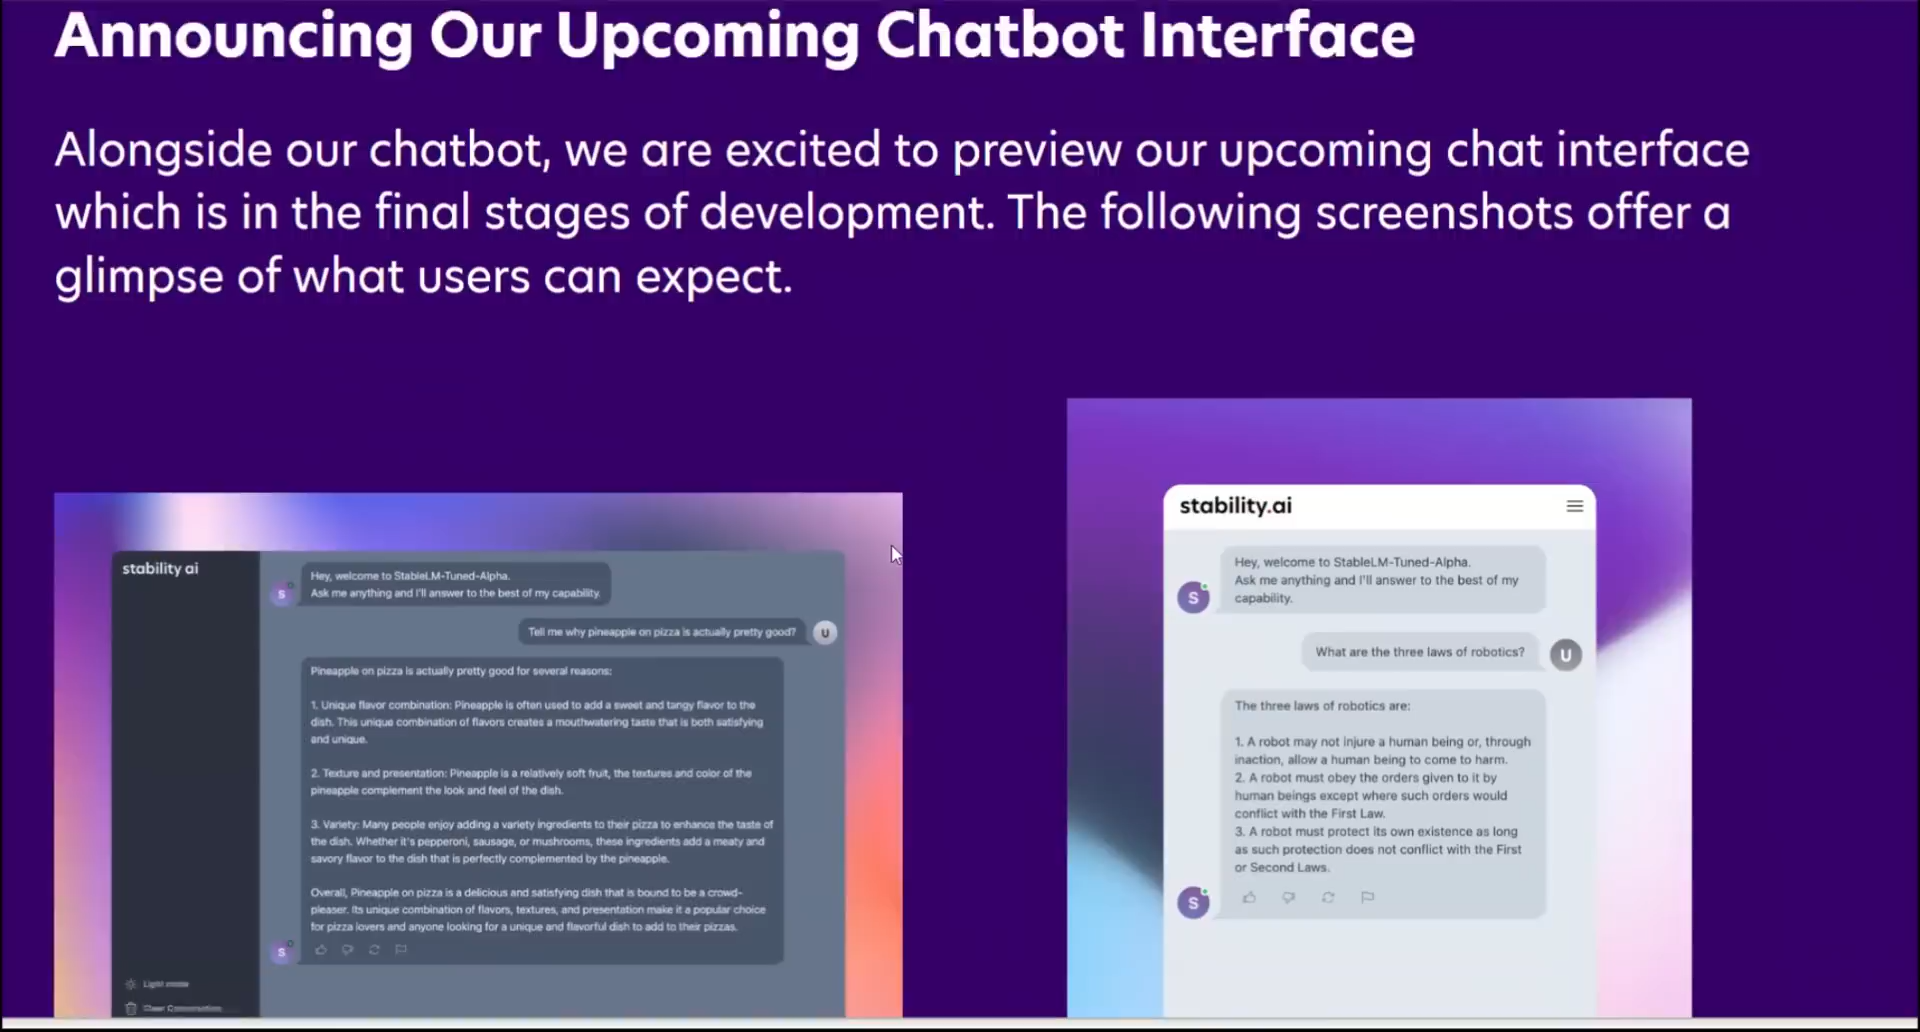 Announcing Our Upcoming Chatbot Interface
Alongside our chatbot, we are excited to preview our upcoming chat interface
which is in the final stages of development. The following screenshots offer a
glimpse of what users can expect.
stability ai
Hey, welcome to StableLM-Tuned-Alpha.
Ask me anything and I'll answer to the best of my capability.
S
Tell me why pineapple on pizza is actually pretty good?
U
Pineapple on pizza is actually pretty good for several reasons:
1. Unique flavor combination: Pineapple is often used to add a sweet and tangy flavor to the
dish. This unique combination of flavors creates a mouthwatering taste that is both satisfying
and unique.
2. Texture and presentation: Pineapple is a relatively soft fruit, the textures and color of the
pineapple complement the look and feel of the dish.
3. Variety: Many people enjoy adding a variety ingredients to their pizza to enhance the taste of
the dish. Whether it's pepperoni, sausage, or mushrooms, these ingredients add a meaty and
savory flavor to the dish that is perfectly complemented by the pineapple.
Overall, Pineapple on pizza is a delicious and satisfying dish that is bound to be a crowd-
pleaser. Its unique combination of flavors, textures, and presentation make it a popular choice
for pizza lovers and anyone looking for a unique and flavorful dish to add to their pizzas.
S
Light mode
Clear Conversation
stability.ai
Hey, welcome to StableLM-Tuned-Alpha.
Ask me anything and I'll answer to the best of my
capability.
S
What are the three laws of robotics?
U
The three laws of robotics are:
1. A robot may not injure a human being or, through
inaction, allow a human being to come to harm.
2. A robot must obey the orders given to it by
human beings except where such orders would
conflict with the First Law.
3. A robot must protect its own existence as long
as such protection does not conflict with the First
or Second Laws.
S